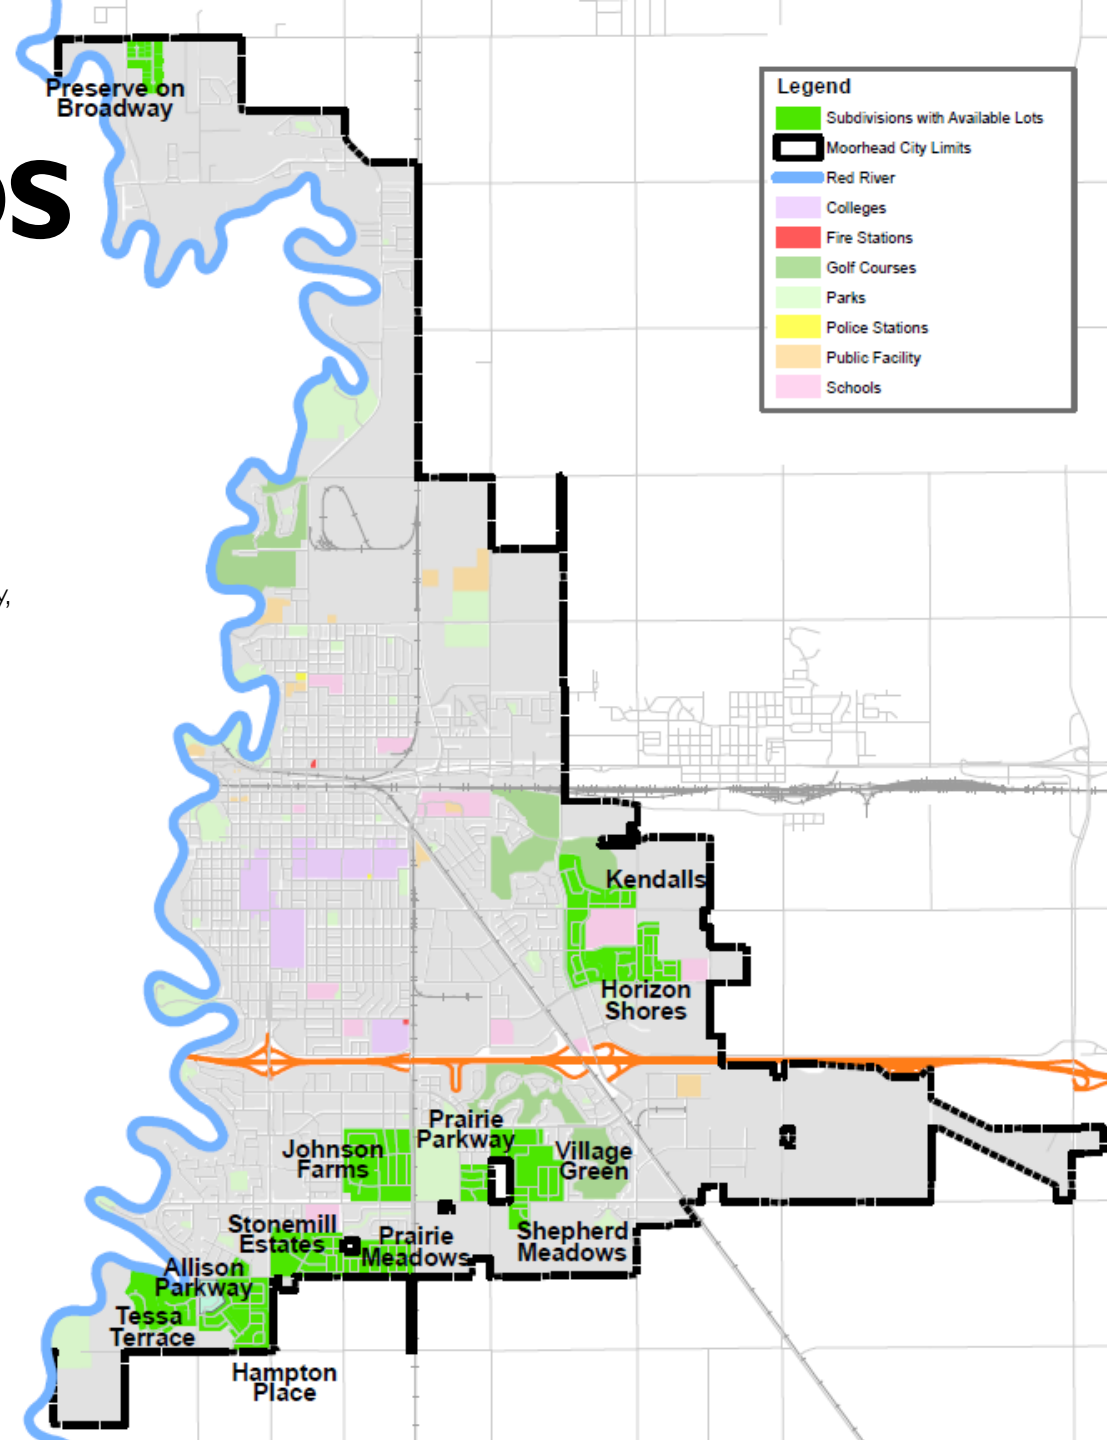 Preserve on
Broadway
Legend
Subdivisions with Available Lots
Moorhead City Limits
Red River
Colleges
Fire Stations
Golf Courses
Parks
Police Stations
Public Facility
Schools
os
y,
Kendalls
Horizon
Shores
Prairie
Parkway
Johnson
Farms
Village
Green
Stonemill
Estates
Prairie
Meadows
Shepherd
Meadows
Allison
Parkway
Tessa
Terrace
Hampton
Place